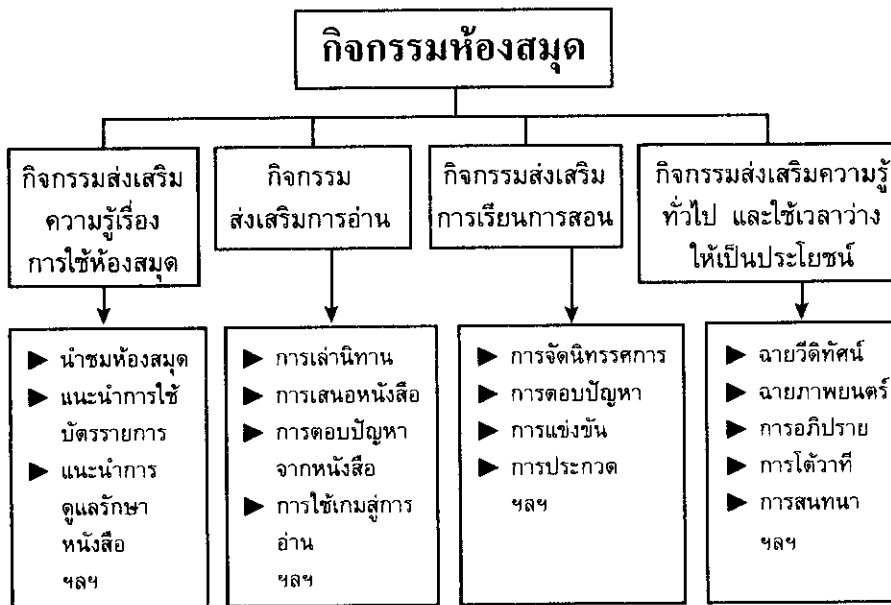 กิจกรรมห้องสมุด
กิจกรรมส่งเสริม
ความรู้เรื่อง
การใช้ห้องสมุด
กิจกรรม
ส่งเสริมการอ่าน
กิจกรรมส่งเสริม
การเรียนการสอน
กิจกรรมส่งเสริมความรู้
ทั่วไป และใช้เวลาว่าง
ให้เป็นประโยชน์
▶ นำชมห้องสมุด
▶ แนะนำการใช้
บัตรรายการ
▶ แนะนำการ
ดูแลรักษา
หนังสือ
ฯลฯ
▶ การเล่านิทาน
▶ การเสนอหนังสือ
▶ การตอบปัญหา
จากหนังสือ
▶ การใช้เกมสู่การ
อ่าน
ฯลฯ
▶ การจัดนิทรรศการ
▶ การตอบปัญหา
▶ การแข่งขัน
▶ การประกวด
ฯลฯ
▶ ฉายวีดิทัศน์
▶ ฉายภาพยนตร์
▶ การอภิปราย
▶ การโต้วาที
▶ การสนทนา
ฯลฯ